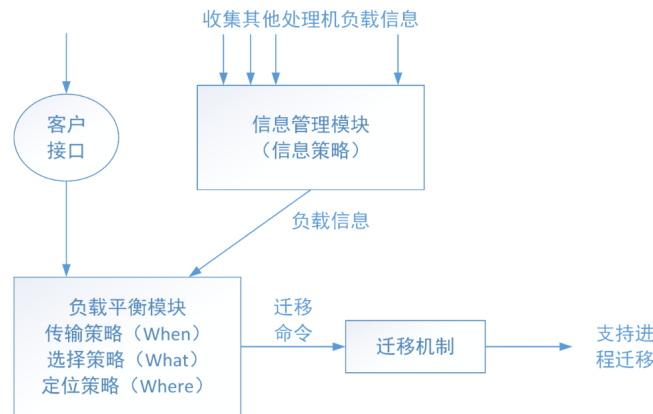 收集其他处理机负载信息
客户
接口
信息管理模块
（信息策略）
负载信息
负载平衡模块
传输策略（When）
选择策略（What）
定位策略（Where）
迁移
命令
迁移机制
支持进
程迁移